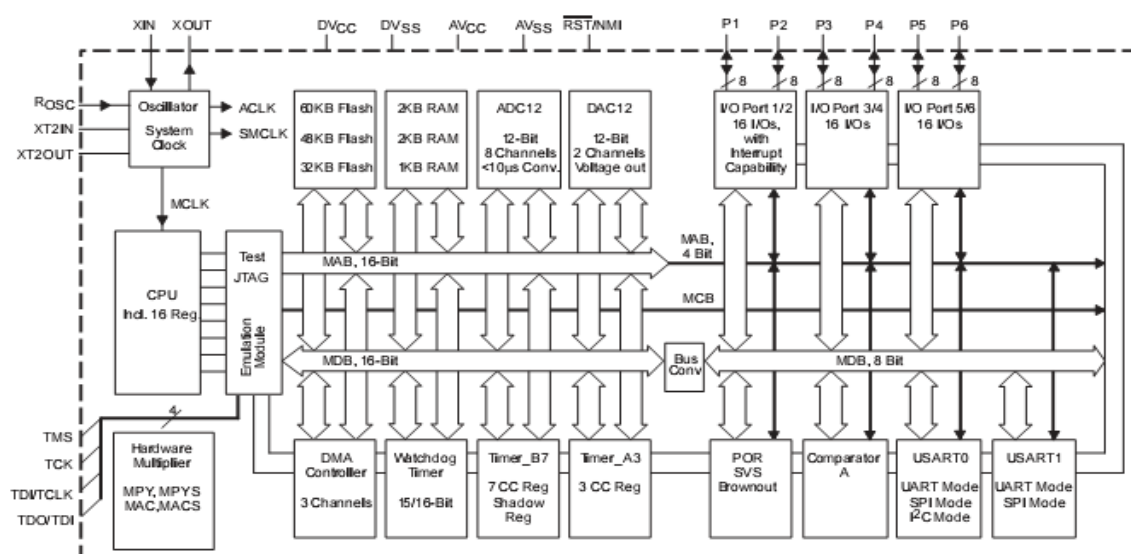 XIN
XOUT
DVCC
DVSS
AVCC
AVSS
RST/NMI
P1
P2
P3
P4
P5
P6
8
8
8
8
8
8
ROSC
XT2IN
XT2OUT
Oscillator
System
Clock
ACLK
SMCLK
MCLK
60KB Flash
48KB Flash
32KB Flash
2KB RAM
2KB RAM
1KB RAM
ADC12
12-Bit
8 Channels
<10µs Conv.
DAC12
12-Bit
2 Channels
Voltage out
I/O Port 1/2
16 I/Os,
with
Interrupt
Capability
I/O Port 3/4
16 I/Os
I/O Port 5/6
16 I/Os
CPU
Incl. 16 Reg.
Test
JTAG
Emulation
Module
MAB, 16-Bit
MAB,
4 Bit
MCB
MDB, 16-Bit
Bus
Conv
MDB, 8 Bit
TMS
TCK
TDI/TCLK
TDO/TDI
4
Hardware
Multiplier
MPY, MPYS
MAC,MACS
DMA
Controller
3 Channels
Watchdog
Timer
15/16-Bit
Timer_B7
7 CC Reg
Shadow
Reg
Timer_A3
3 CC Reg
POR
SVS
Brownout
Comparator
A
USART0
UART Mode
SPI Mode
I2C Mode
USART1
UART Mode
SPI Mode